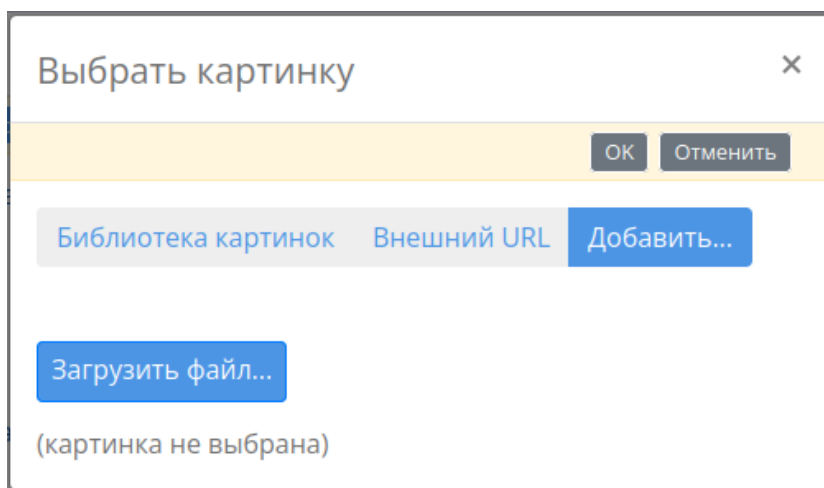 Выбрать картинку ×
OK Отменить
Библиотека картинок Внешний URL Добавить...
Загрузить файл...
(картинка не выбрана)